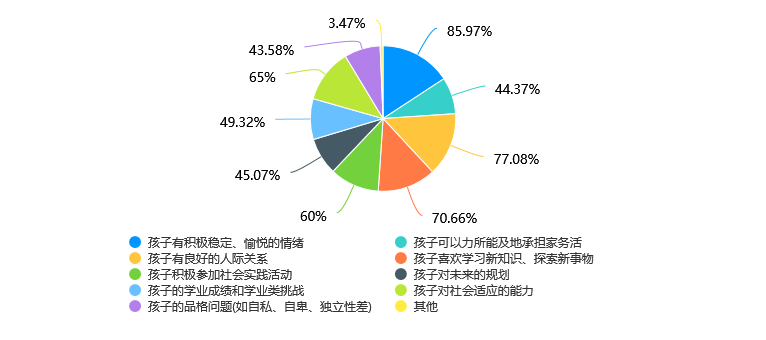 3.47%
85.97%
43.58%
65%
44.37%
49.32%
77.08%
45.07%
60%
70.66%
孩子有积极稳定、愉悦的情绪
孩子可以力所能及地承担家务活
孩子有良好的人际关系
孩子喜欢学习新知识、探索新事物
孩子积极参加社会实践活动
孩子对未来的规划
孩子的学业成绩和学业类挑战
孩子对社会适应的能力
孩子的品格问题(如自私、自卑、独立性差)
其他